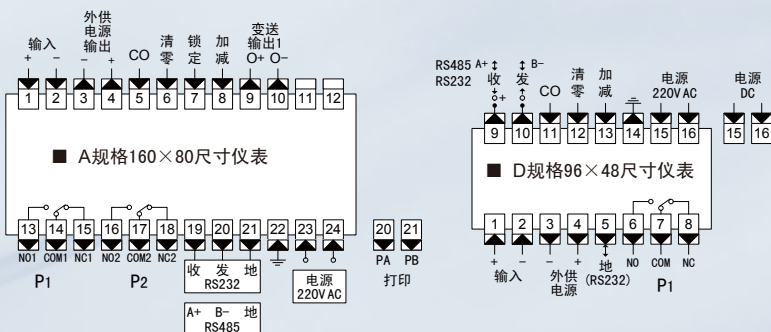 外供
电源
输出
变送
输出1
输入
+ - - + CO 清零 锁定 加减 O+ O-
1 2 3 4 5 6 7 8 9 10 11 12
■ A规格160×80尺寸仪表
13 14 15 16 17 18 19 20 21 22 23 24
NO1 COM1 NC1 NO2 COM2 NC2
P1 P2
收 发 地
RS232
A+ B- 地
RS485
电源
220V AC
20 21
PA PB
打印
RS485 A+ B-
RS232 收 发 CO 清零 加减
+
电源
220V AC
电源
DC
9 10 11 12 13 14 15 16
15 16
■ D规格96×48尺寸仪表
1 2 3 4 5 6 7 8
+ - - + 地 NO COM NC
输入 外供
电源
(RS232)
P1